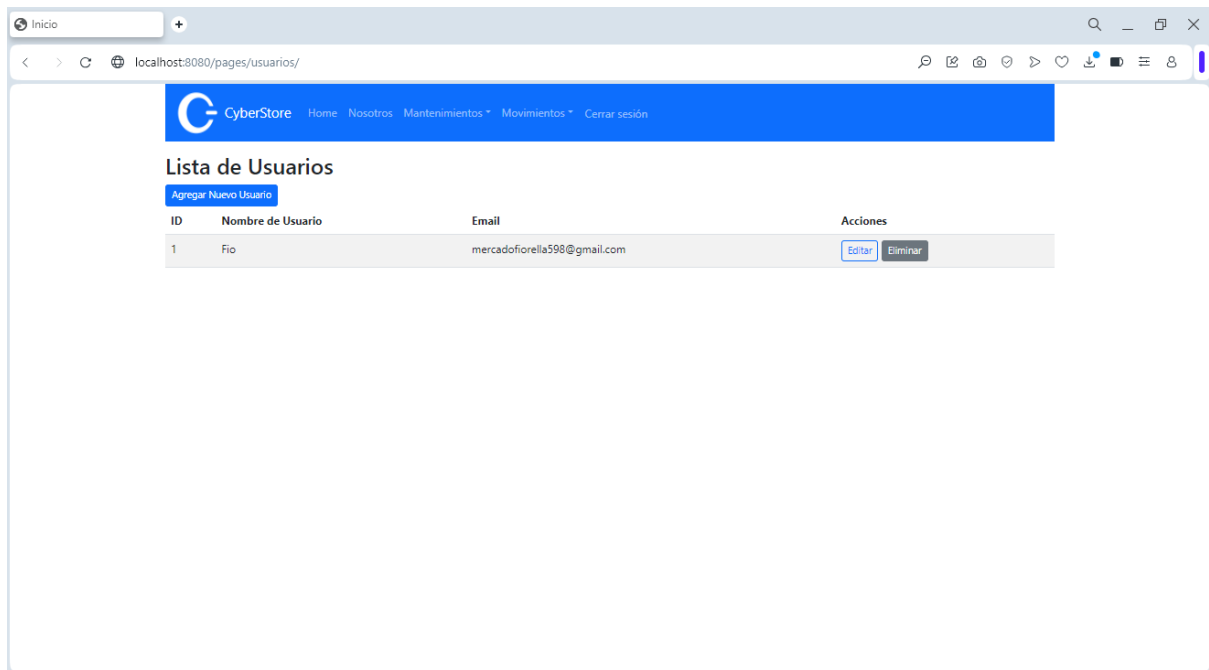 Inicio
localhost:8080/pages/usuarios/
CyberStore Home Nosotros Mantenimientos Movimientos Cerrar sesión
Lista de Usuarios
Agregar Nuevo Usuario
ID Nombre de Usuario Email Acciones
1 Fio mercadofiorella598@gmail.com Editar Eliminar